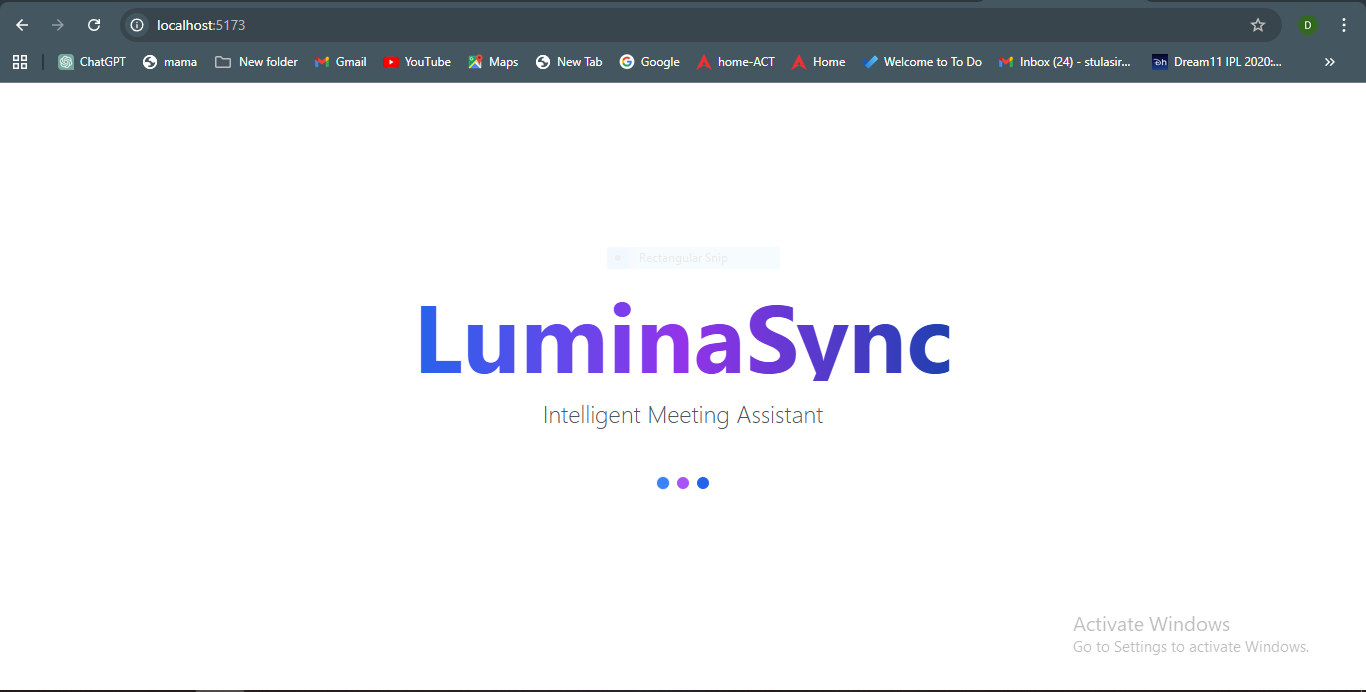 localhost:5173
D
ChatGPT mama New folder Gmail YouTube Maps New Tab Google home-ACT Home Welcome to To Do Inbox (24) - stulasir... Dream11 IPL 2020:... »
Rectangular Snip
LuminaSync
Intelligent Meeting Assistant
Activate Windows
Go to Settings to activate Windows.